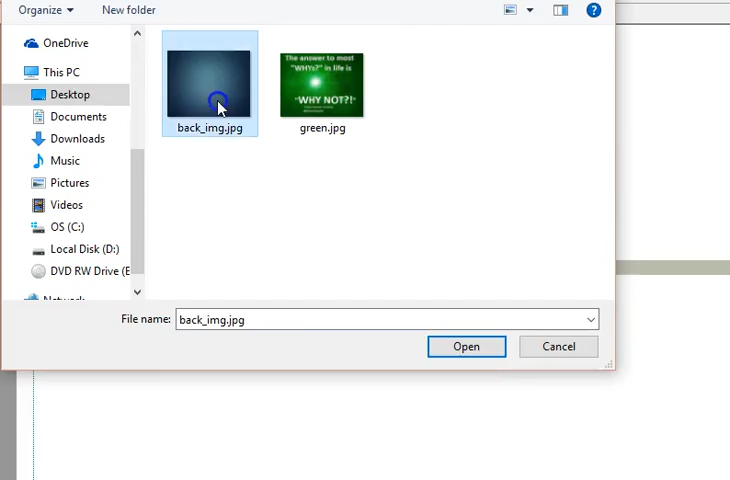 Organize
New folder
OneDrive
This PC
Desktop
Documents
Downloads
Music
Pictures
Videos
OS (C:)
Local Disk (D:)
DVD RW Drive (E
back_img.jpg
The answer to most
"WHYs?" in life is
"WHY NOT?!"
green.jpg
File name:
back_img.jpg
Open
Cancel